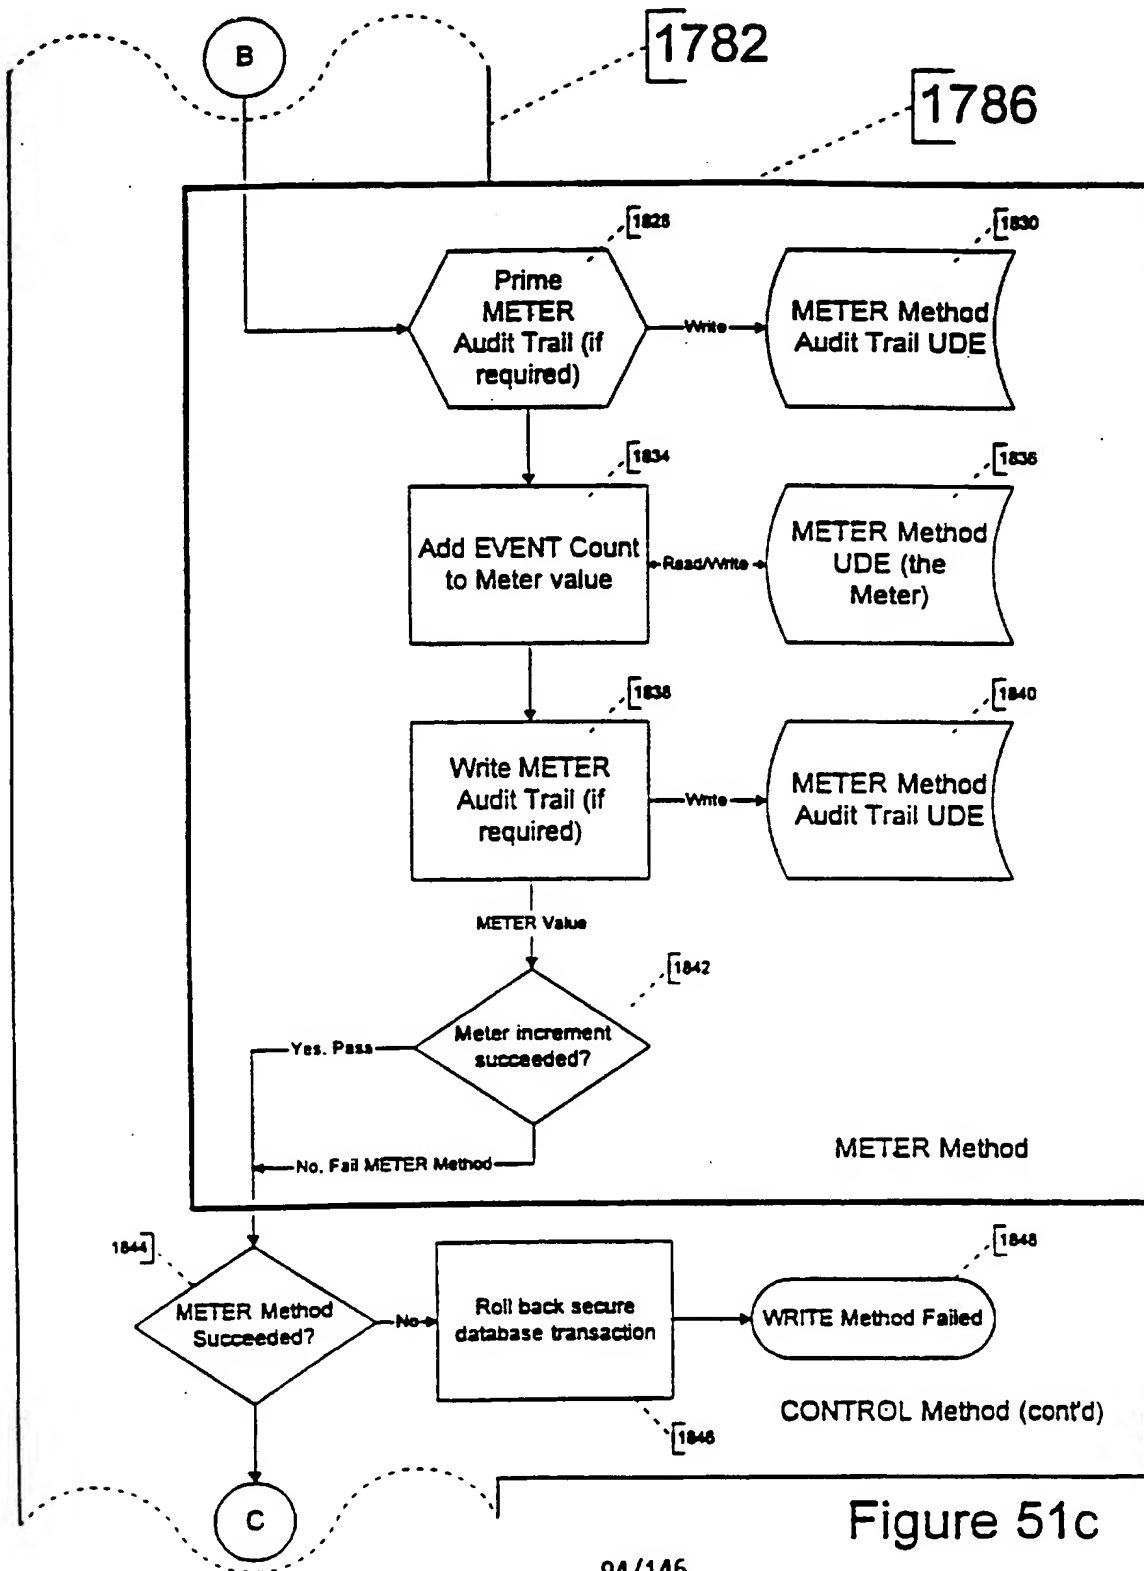 B
1782
1786
1828
Prime
METER
Audit Trail (if
required)
Write
1830
METER Method
Audit Trail UDE
1834
Add EVENT Count
to Meter value
Read/Write
1836
METER Method
UDE (the
Meter)
1838
Write METER
Audit Trail (if
required)
Write
1840
METER Method
Audit Trail UDE
METER Value
1842
Meter increment
succeeded?
Yes. Pass
No. Fail METER Method
METER Method
1844
METER Method
Succeeded?
No
Roll back secure
database transaction
1846
1848
WRITE Method Failed
CONTROL Method (cont'd)
C
Figure 51c
94/146